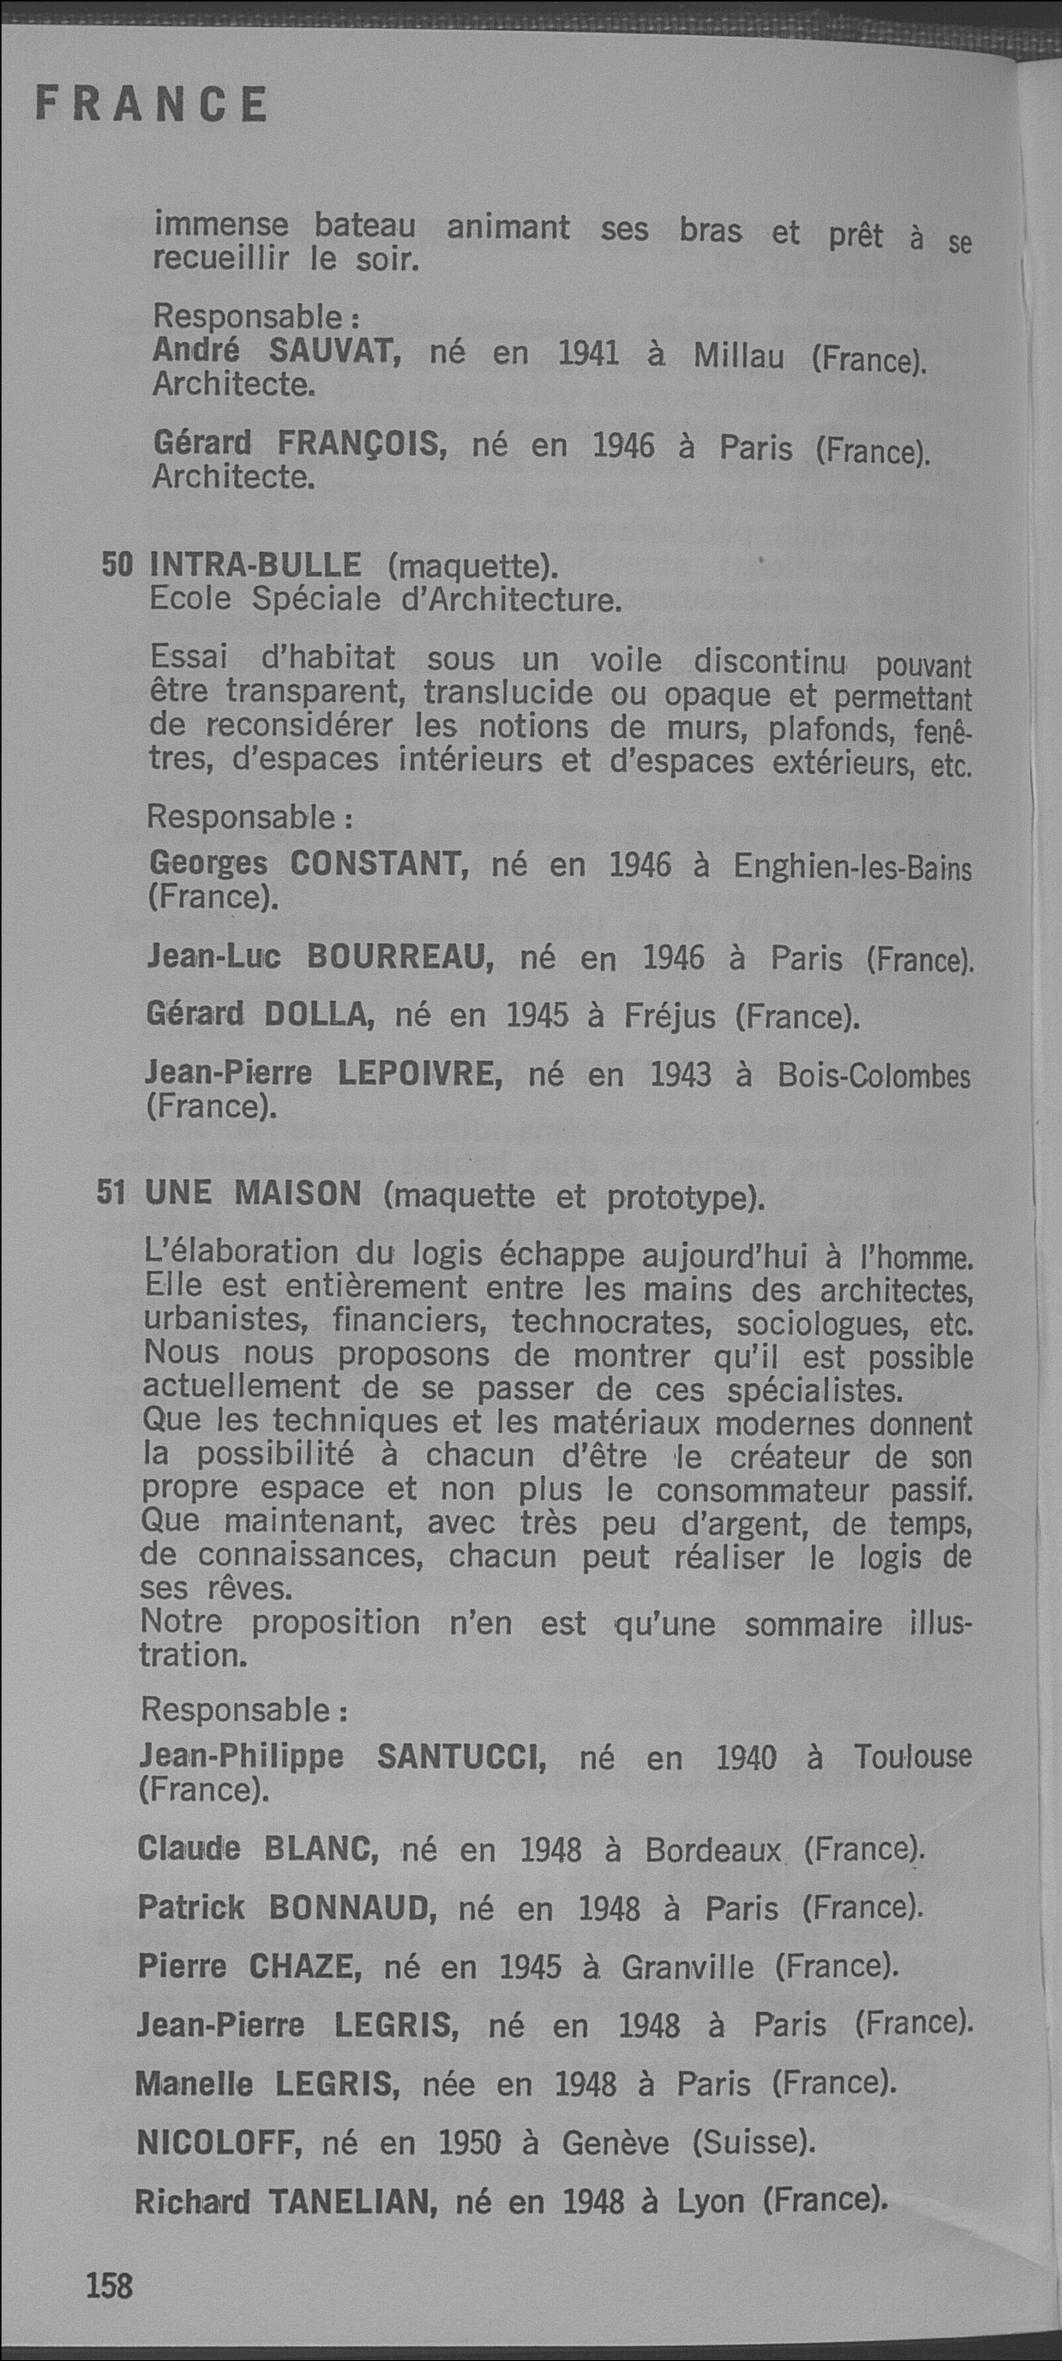 FRANCE
immense bateau animant ses bras et prêt à se
recueillir le soir.
Responsable :
André SAUVAT, né en 1941 à Millau (France).
Architecte.
Gérard FRANÇOIS, né en 1946 à Paris (France).
Architecte.
50 INTRA-BULLE (maquette).
Ecole Spéciale d'Architecture.
Essai d'habitat sous un voile discontinu pouvant
être transparent, translucide ou opaque et permettant
de reconsidérer les notions de murs, plafonds, fenê-
tres, d'espaces intérieurs et d'espaces extérieurs, etc.
Responsable :
Georges CONSTANT, né en 1946 à Enghien-les-Bains
(France).
Jean-Luc BOURREAU, né en 1946 à Paris (France).
Gérard DOLLA, né en 1945 à Fréjus (France).
Jean-Pierre LEPOIVRE, né en 1943 à Bois-Colombes
(France).
51 UNE MAISON (maquette et prototype).
L'élaboration du logis échappe aujourd'hui à l'homme.
Elle est entièrement entre les mains des architectes,
urbanistes, financiers, technocrates, sociologues, etc.
Nous nous proposons de montrer qu'il est possible
actuellement de se passer de ces spécialistes.
Que les techniques et les matériaux modernes donnent
la possibilité à chacun d'être le créateur de son
propre espace et non plus le consommateur passif.
Que maintenant, avec très peu d'argent, de temps,
de connaissances, chacun peut réaliser le logis de
ses rêves.
Notre proposition n'en est qu'une sommaire illus-
tration.
Responsable :
Jean-Philippe SANTUCCI, né en 1940 à Toulouse
(France).
Claude BLANC, né en 1948 à Bordeaux (France).
Patrick BONNAUD, né en 1948 à Paris (France).
Pierre CHAZE, né en 1945 à Granville (France).
Jean-Pierre LEGRIS, né en 1948 à Paris (France).
Manelle LEGRIS, née en 1948 à Paris (France).
NICOLOFF, né en 1950 à Genève (Suisse).
Richard TANELIAN, né en 1948 à Lyon (France).
158